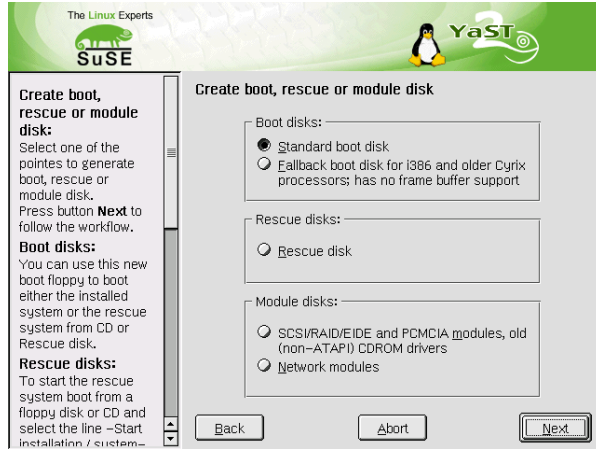 The Linux Experts
SuSE
YaST
2
Create boot,
rescue or module
disk:
Select one of the
pointes to generate
boot, rescue or
module disk.
Press button Next to
follow the workflow.
Boot disks:
You can use this new
boot floppy to boot
either the installed
system or the rescue
system from CD or
Rescue disk.
Rescue disks:
To start the rescue
system boot from a
floppy disk or CD and
select the line -Start
installation / system-
Create boot, rescue or module disk
Boot disks:
Standard boot disk
Fallback boot disk for i386 and older Cyrix
processors; has no frame buffer support
Rescue disks:
Rescue disk
Module disks:
SCSI/RAID/EIDE and PCMCIA modules, old
(non-ATAPI) CDROM drivers
Network modules
Back
Abort
Next